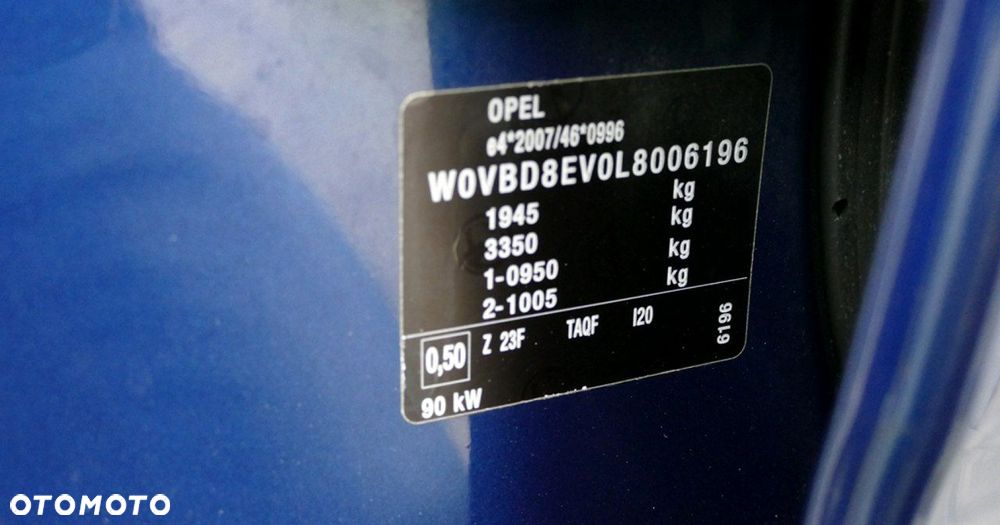 OPEL
e4*2007/46*0996
W0VBD8EV0L8006196
1945 kg
3350 kg
1-0950 kg
2-1005 kg
0,50 Z 23F TAQF I20 6196
90 kW
OTOMOTO